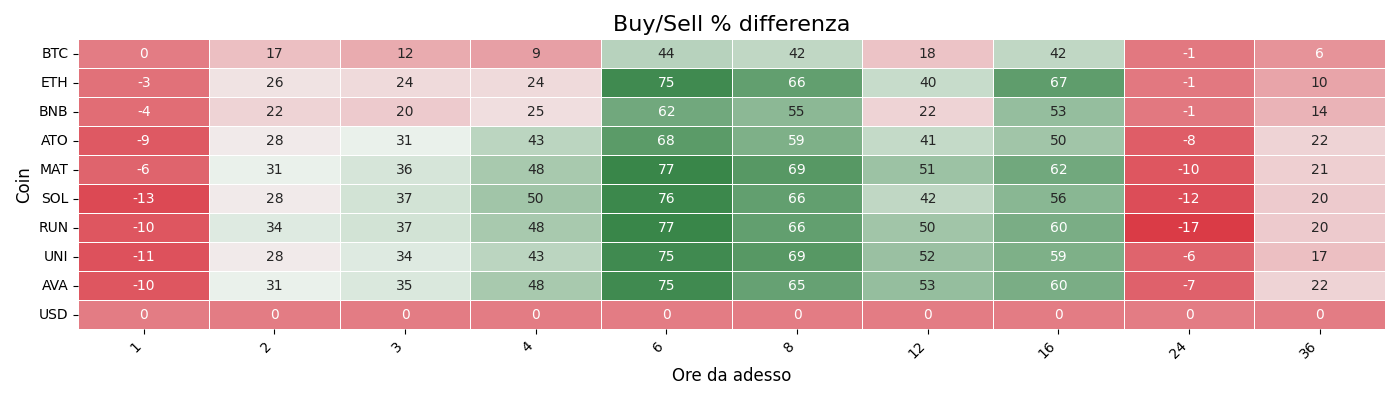 Buy/Sell % differenza
Coin
BTC 0 17 12 9 44 42 18 42 -1 6
ETH -3 26 24 24 75 66 40 67 -1 10
BNB -4 22 20 25 62 55 22 53 -1 14
ATO -9 28 31 43 68 59 41 50 -8 22
MAT -6 31 36 48 77 69 51 62 -10 21
SOL -13 28 37 50 76 66 42 56 -12 20
RUN -10 34 37 48 77 66 50 60 -17 20
UNI -11 28 34 43 75 69 52 59 -6 17
AVA -10 31 35 48 75 65 53 60 -7 22
USD 0 0 0 0 0 0 0 0 0 0
1 2 3 4 6 8 12 16 24 36
Ore da adesso